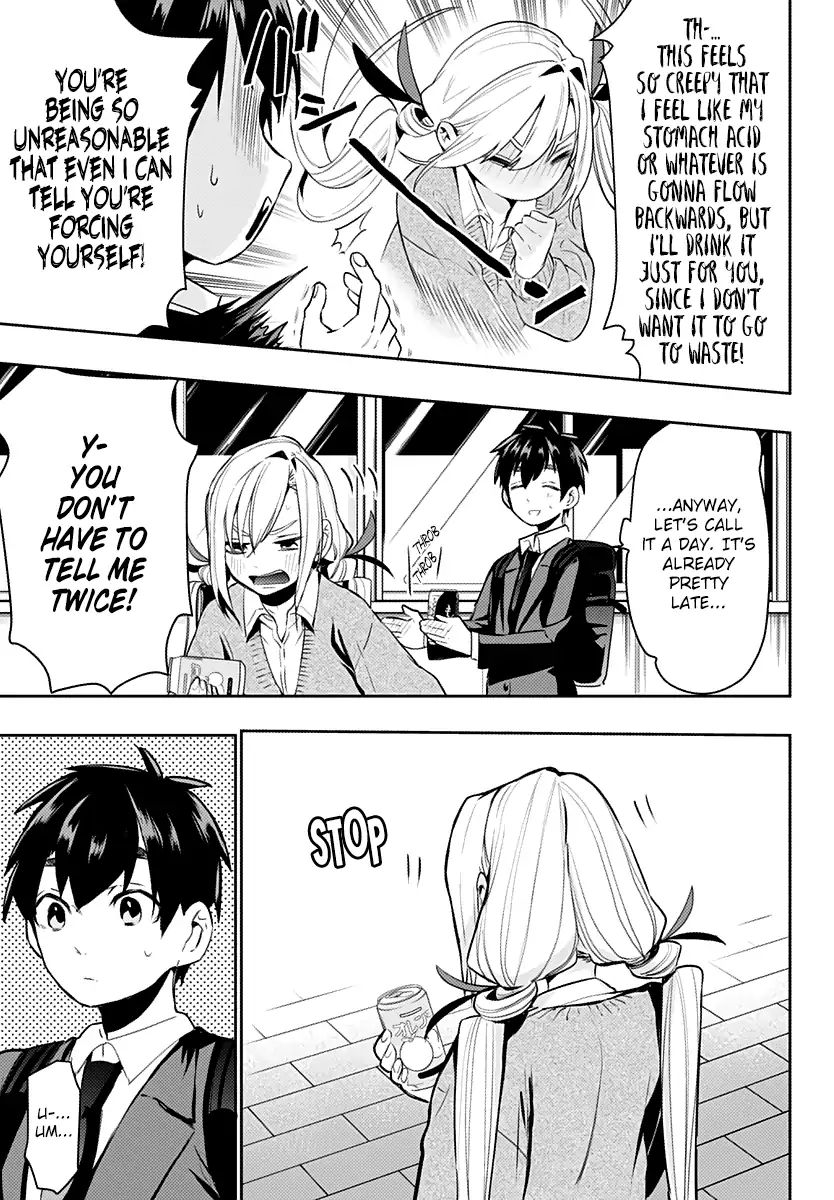 TH-...
THIS FEELS
SO CREEPY THAT
I FEEL LIKE MY
STOMACH ACID
OR WHATEVER IS
GONNA FLOW
BACKWARDS, BUT
I'LL DRINK IT
JUST FOR YOU,
SINCE I DON'T
WANT IT TO GO
TO WASTE!
YOU'RE
BEING SO
UNREASONABLE
THAT EVEN I CAN
TELL YOU'RE
FORCING
YOURSELF!
...ANYWAY,
LET'S CALL
IT A DAY. IT'S
ALREADY
PRETTY
LATE...
THROB
THROB
Y-
YOU
DON'T
HAVE TO
TELL ME
TWICE!
STOP
U-...
UM...